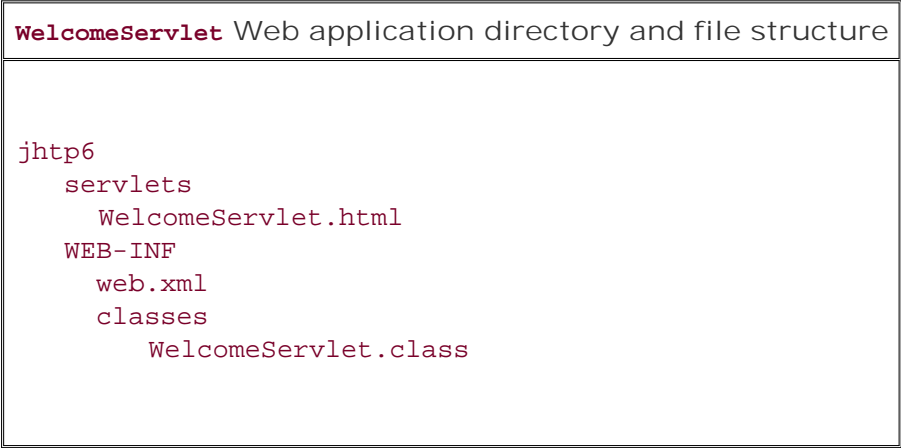 WelcomeServlet Web application directory and file structure
jhtp6
servlets
WelcomeServlet.html
WEB-INF
web.xml
classes
WelcomeServlet.class